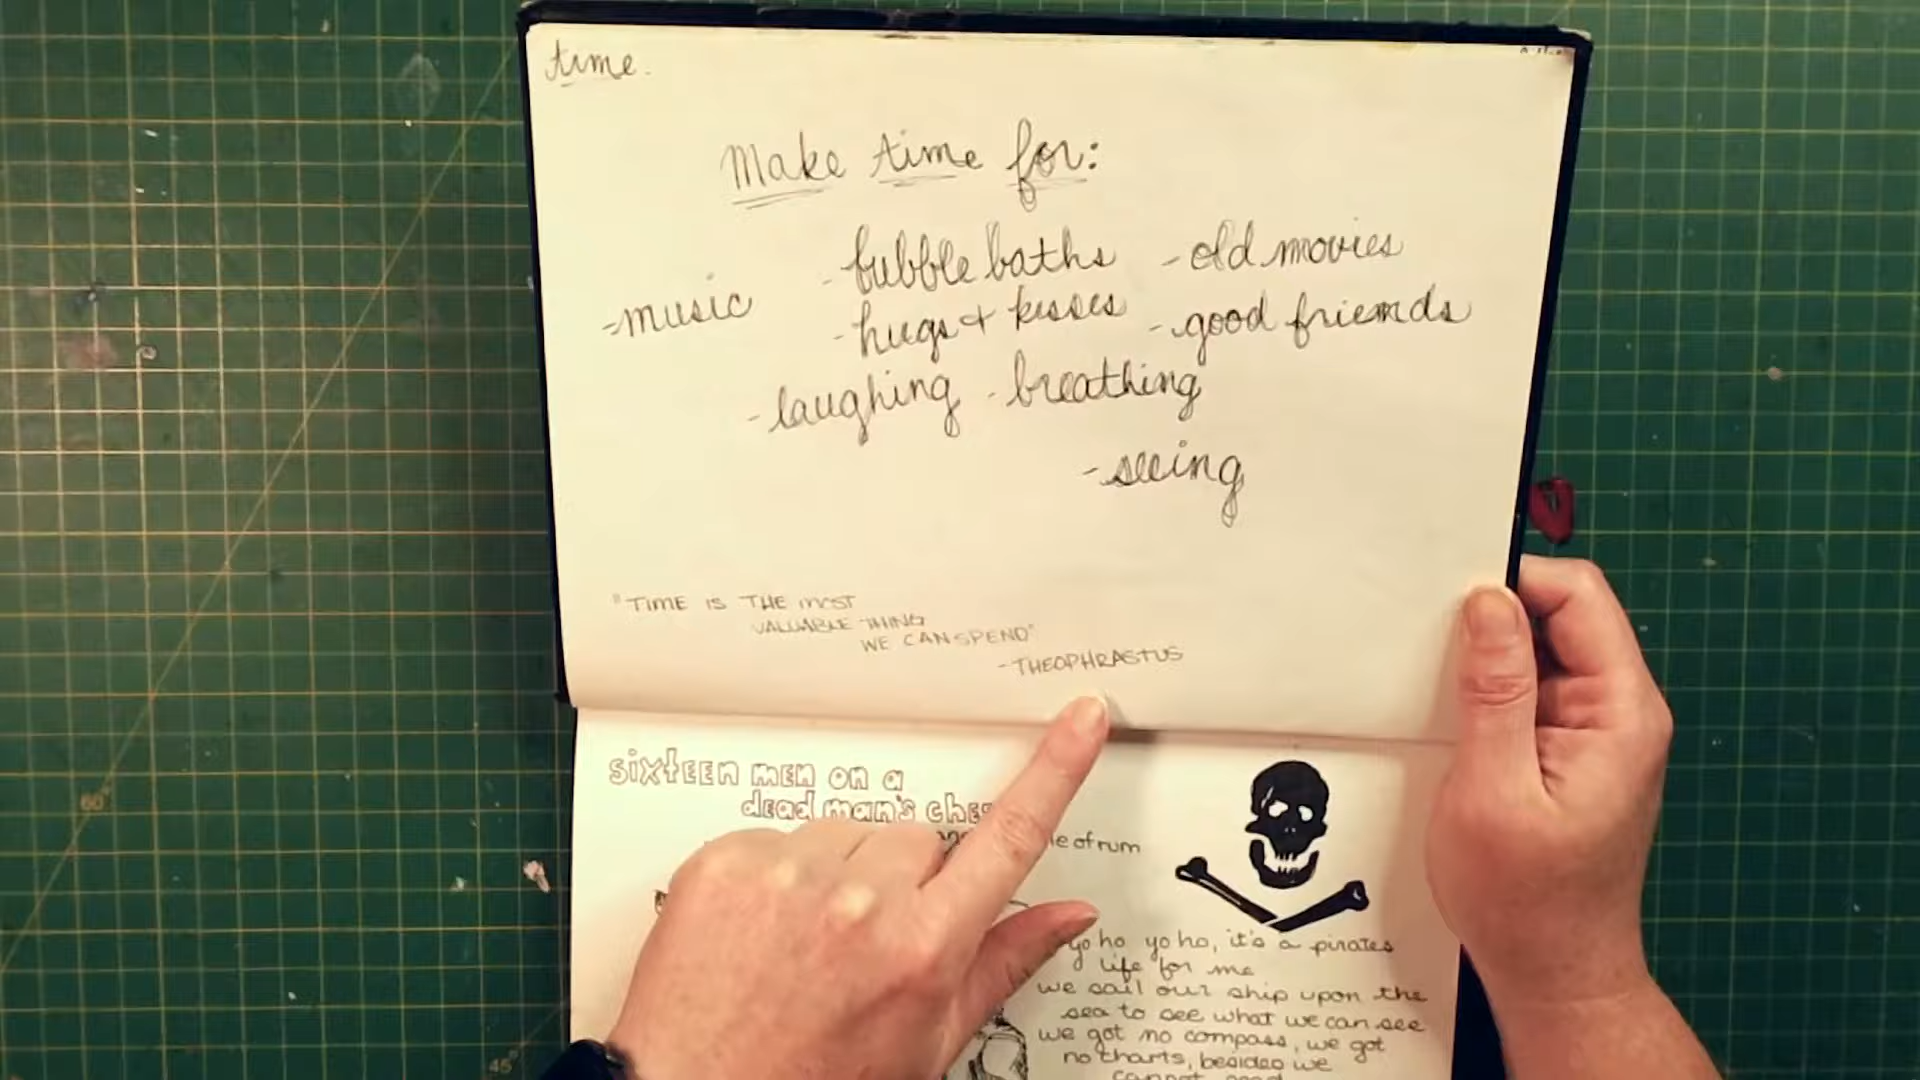 time.
Make time for:
- bubble baths - old movies
- music - hugs + kisses - good friends
- laughing - breathing
- seeing
"TIME IS THE MOST
VALUABLE THING
WE CAN SPEND"
- THEOPHRASTUS
sixteen men on a
dead man's
of rum
yo ho yo ho, it's a pirates
life for me
we sail our ship upon the
sea to see what we can see
we got no compass, we got
no charts, besides we
cannot
60°
45